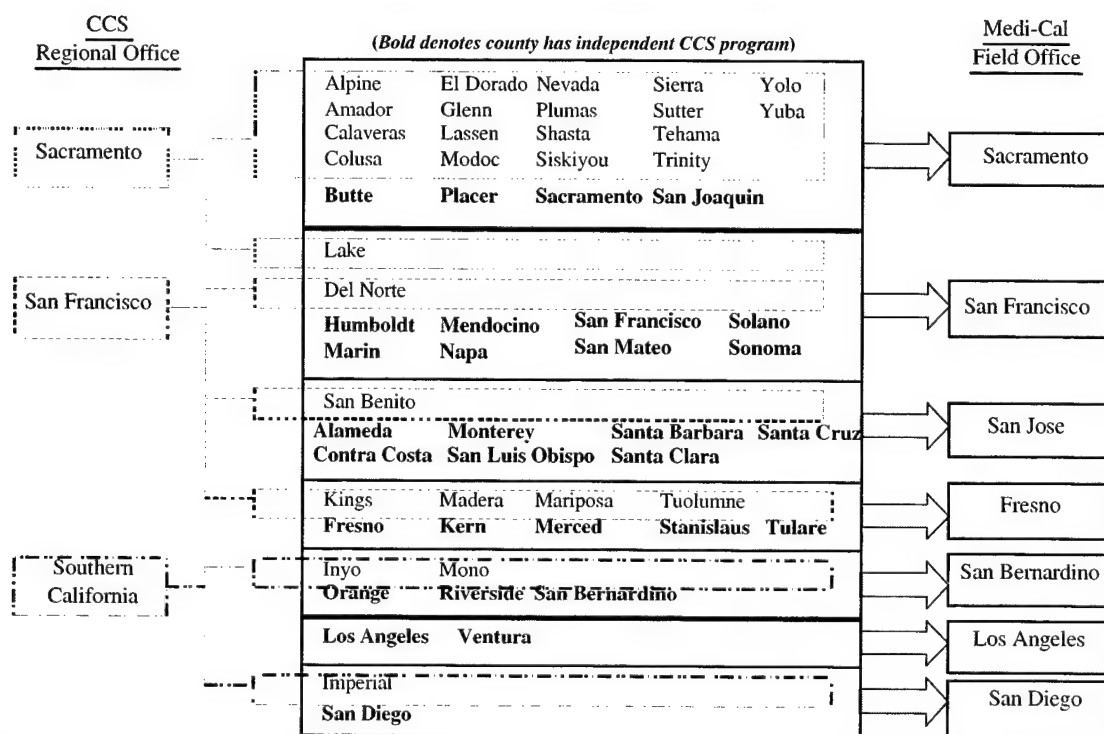 CCS
Regional Office
(Bold denotes county has independent CCS program)
Medi-Cal
Field Office
Sacramento
Alpine El Dorado Nevada Sierra Yolo
Amador Glenn Plumas Sutter Yuba
Calaveras Lassen Shasta Tehama
Colusa Modoc Siskiyou Trinity
Butte Placer Sacramento San Joaquin
Sacramento
San Francisco
Lake
Del Norte
Humboldt Mendocino San Francisco Solano
Marin Napa San Mateo Sonoma
San Francisco
San Benito
Alameda Monterey Santa Barbara Santa Cruz
Contra Costa San Luis Obispo Santa Clara
San Jose
Kings Madera Mariposa Tuolumne
Fresno Kern Merced Stanislaus Tulare
Fresno
Southern
California
Inyo Mono
Orange Riverside San Bernardino
San Bernardino
Los Angeles Ventura
Los Angeles
Imperial
San Diego
San Diego